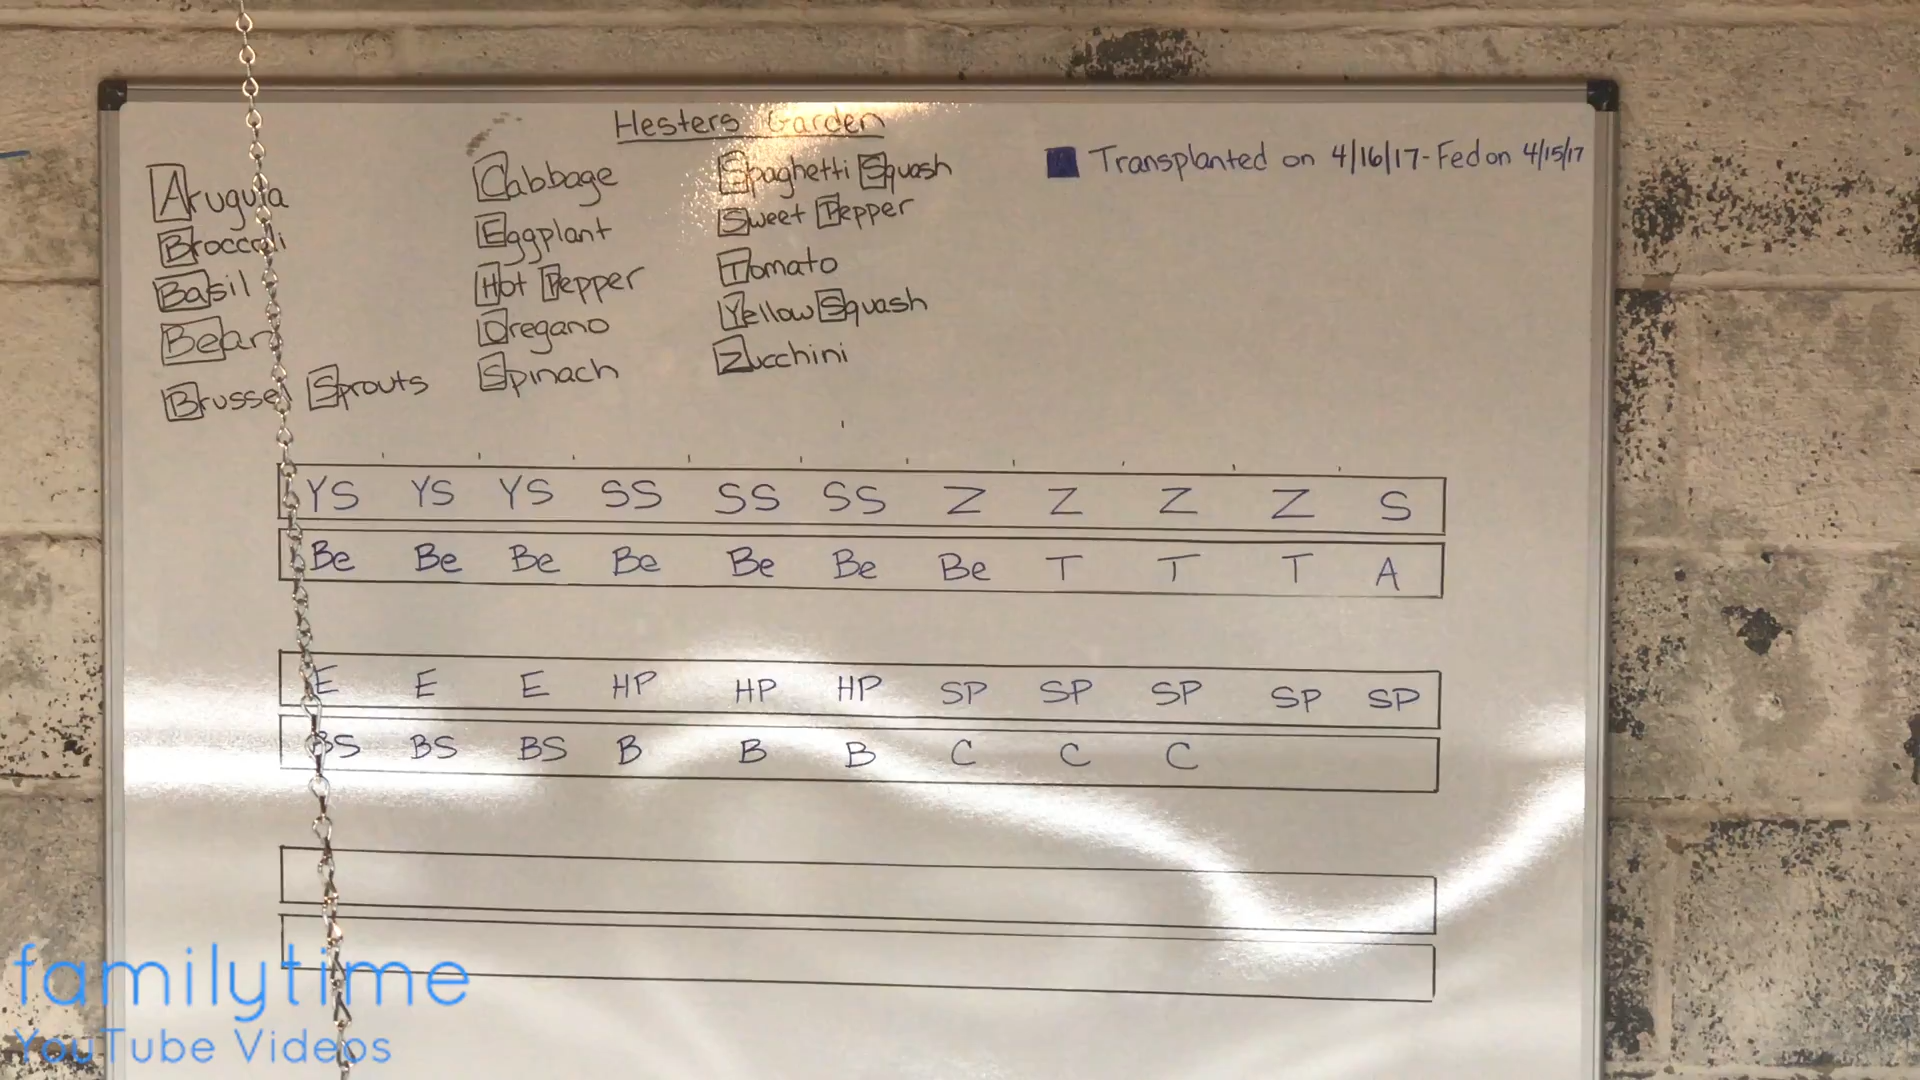 Hesters Garden
Arugula
Broccoli
Basil
Bean
Brussel Sprouts
Cabbage
Eggplant
Hot Pepper
Oregano
Spinach
Spaghetti Squash
Sweet Pepper
Tomato
Yellow Squash
Zucchini
Transplanted on 4/16/17-Fed on 4/15/17
YS YS YS SS SS SS Z Z Z Z S
Be Be Be Be Be Be Be T T T A
E E E HP HP HP SP SP SP SP SP
BS BS BS B B B C C C
familytime
YouTube Videos